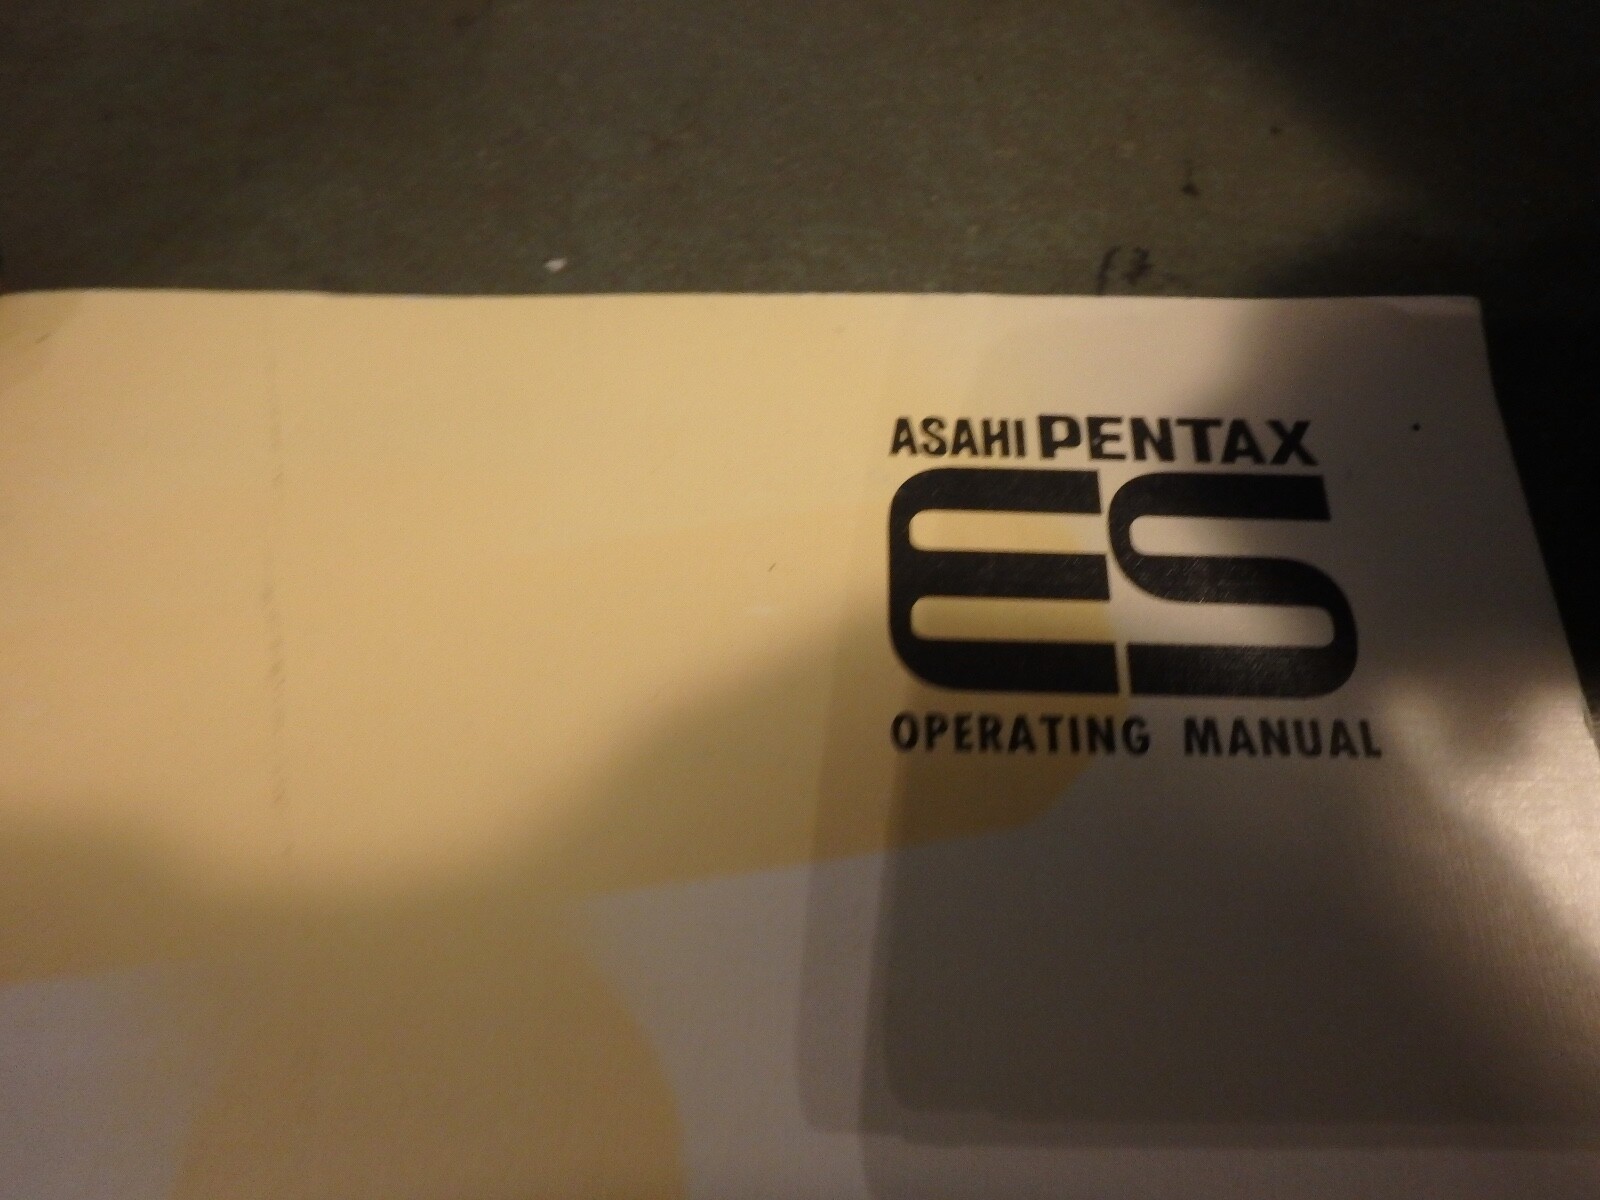 ASAHI PENTAX
ES
OPERATING MANUAL